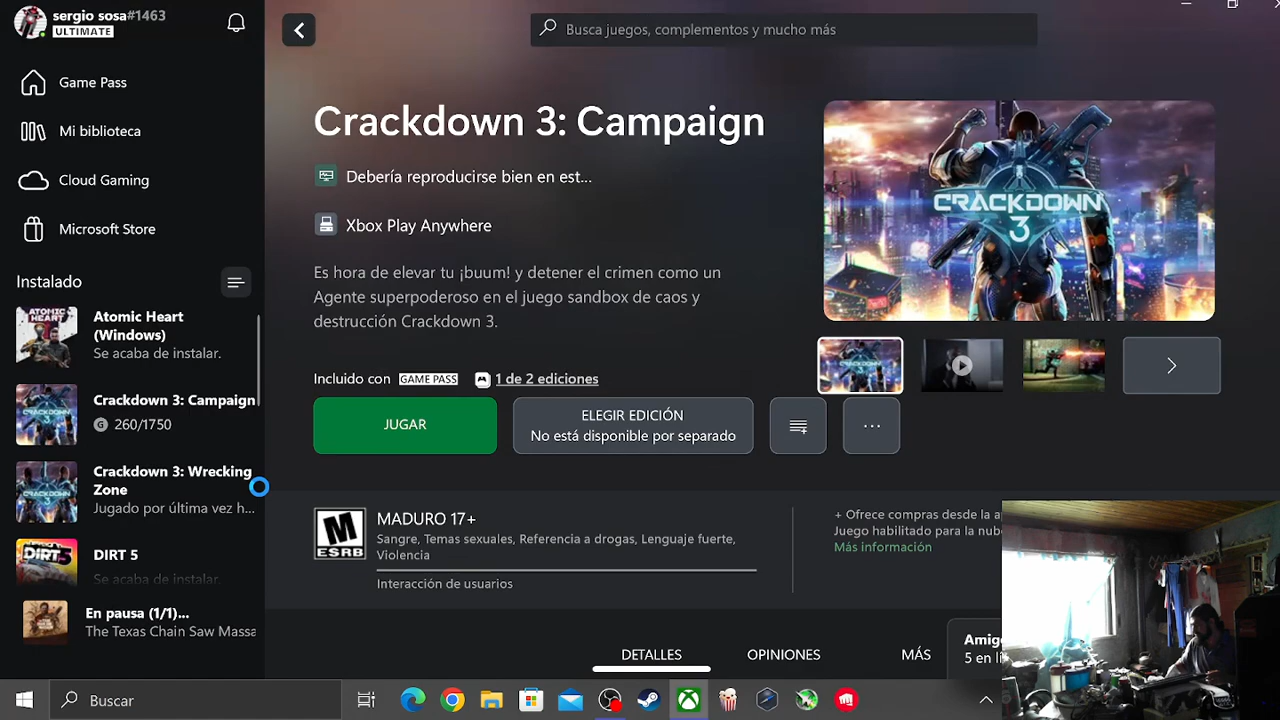 sergio sosa#1463
ULTIMATE
Busca juegos, complementos y mucho más
Game Pass
Mi biblioteca
Cloud Gaming
Microsoft Store
Instalado
ATOMIC HEART
Atomic Heart
(Windows)
Se acaba de instalar.
Crackdown 3: Campaign
G 260/1750
Crackdown 3: Wrecking
Zone
Jugado por última vez h...
DIRT 5
DIRT 5
Se acaba de instalar.
En pausa (1/1)...
The Texas Chain Saw Massa
Crackdown 3: Campaign
Debería reproducirse bien en est...
Xbox Play Anywhere
Es hora de elevar tu ¡buum! y detener el crimen como un
Agente superpoderoso en el juego sandbox de caos y
destrucción Crackdown 3.
Incluido con GAME PASS 1 de 2 ediciones
JUGAR
ELEGIR EDICIÓN
No está disponible por separado
...
CRACKDOWN
3
M
ESRB
MADURO 17+
Sangre, Temas sexuales, Referencia a drogas, Lenguaje fuerte,
Violencia
Interacción de usuarios
+ Ofrece compras desde la a
Juego habilitado para la nub
Más información
DETALLES
OPINIONES
MÁS
Amig
5 en lí
Buscar